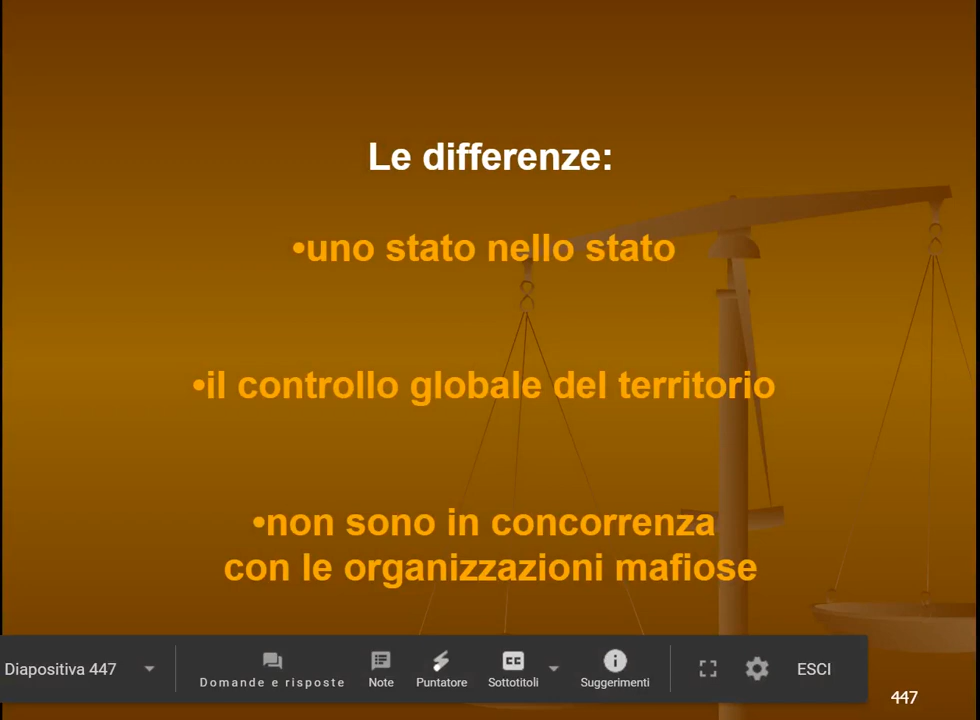 Le differenze:
•uno stato nello stato
•il controllo globale del territorio
•non sono in concorrenza
con le organizzazioni mafiose
Diapositiva 447
Domande e risposte
Note
Puntatore
CC
Sottotitoli
Suggerimenti
ESCI
447